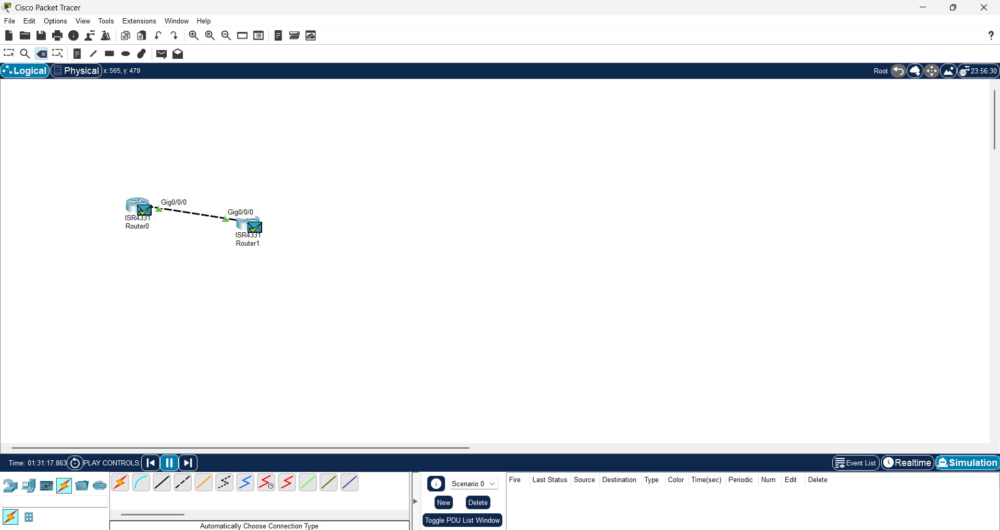 Cisco Packet Tracer
File Edit Options View Tools Extensions Window Help
Logical Physical x: 565, y: 479 Root 23:56:30
Gig0/0/0
Gig0/0/0
ISR4331
Router0
ISR4331
Router1
Time: 01:31:17.863 PLAY CONTROLS: Event List Realtime Simulation
Scenario 0 Fire Last Status Source Destination Type Color Time(sec) Periodic Num Edit Delete
New Delete
Toggle PDU List Window
Automatically Choose Connection Type